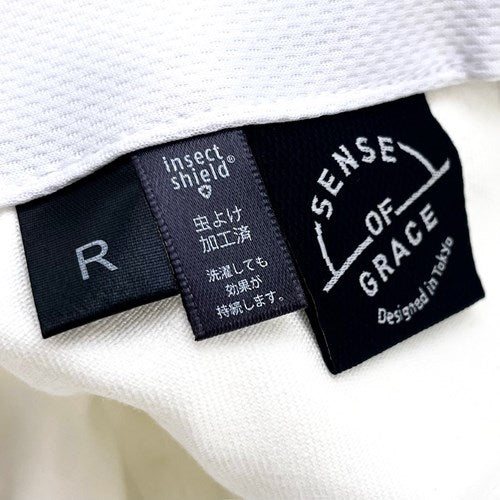 R
insect
shield®
虫よけ
加工済
洗濯しても
効果が
持続します。
SENSE
OF
GRACE
Designed in Tokyo